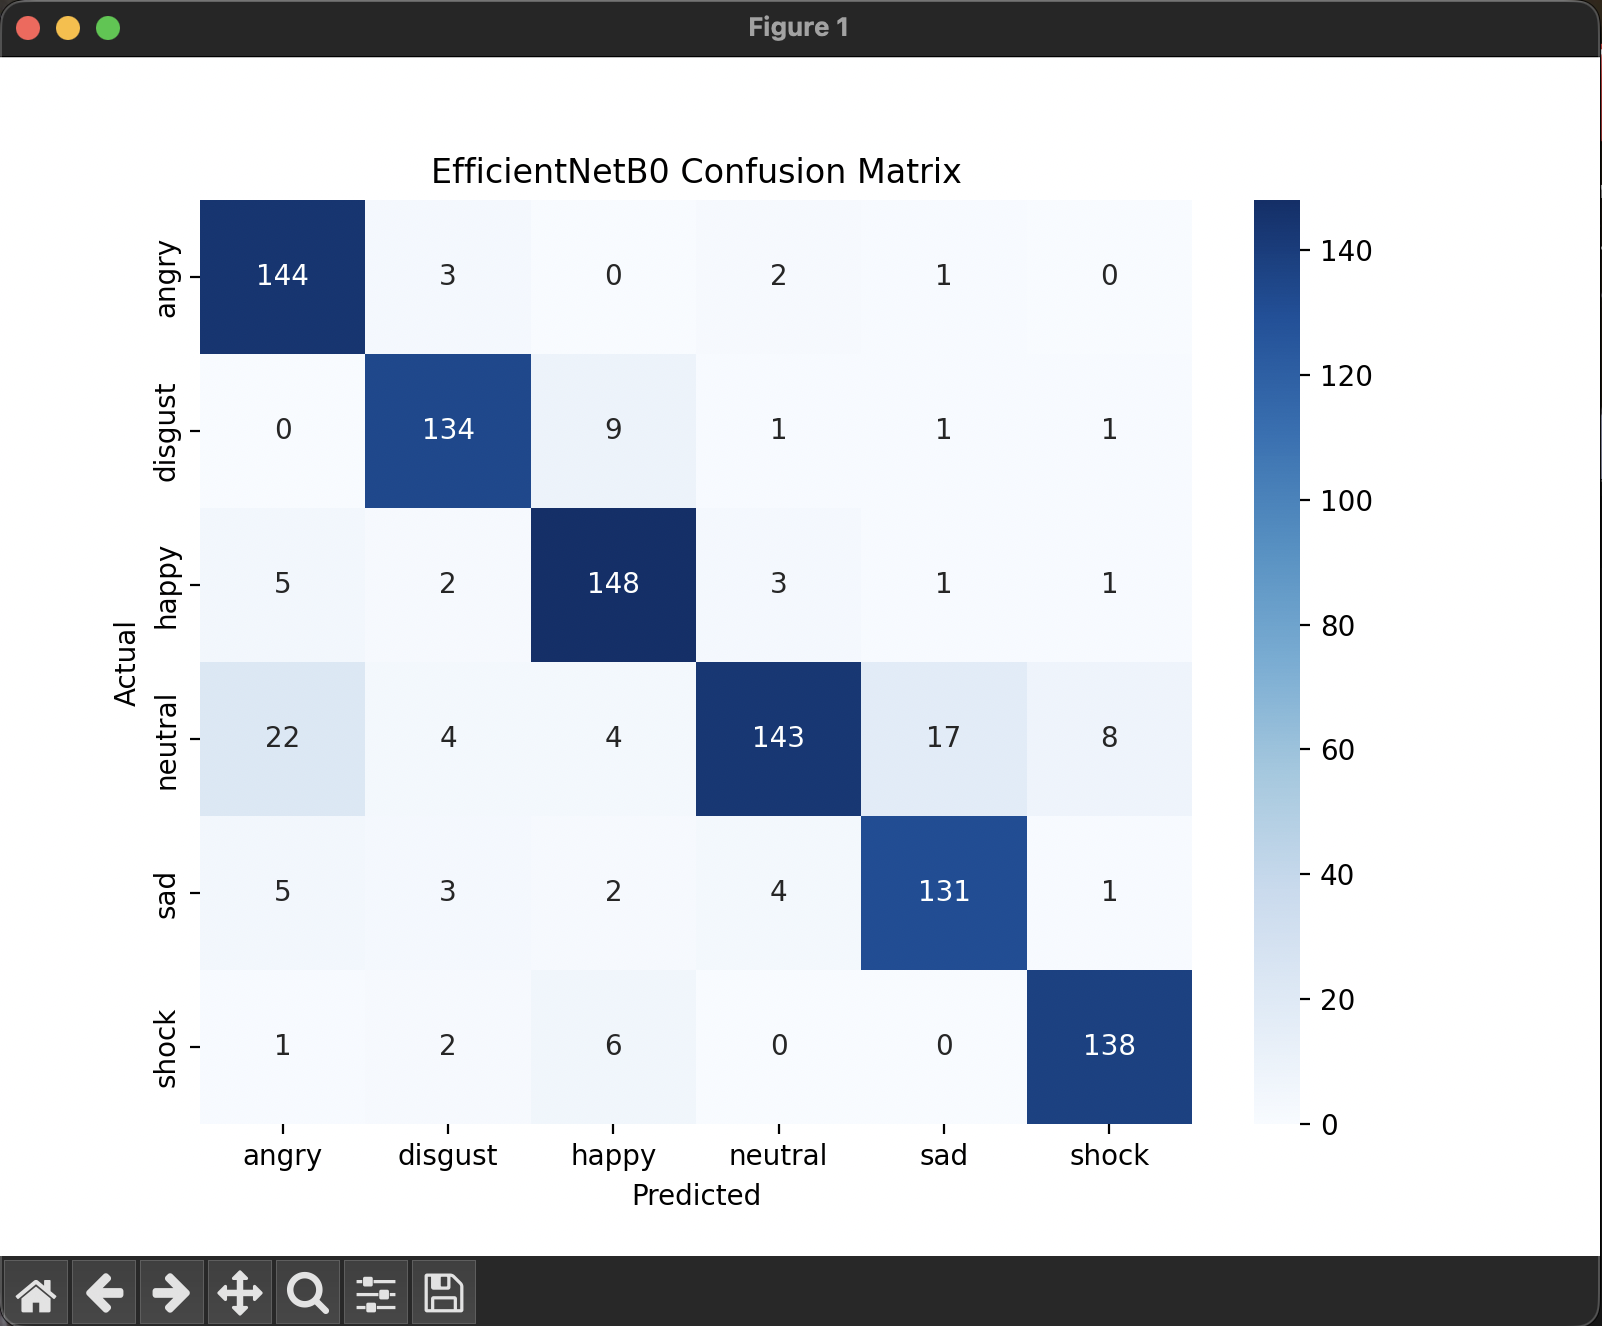 Figure 1
EfficientNetB0 Confusion Matrix
angry 144 3 0 2 1 0
disgust 0 134 9 1 1 1
happy 5 2 148 3 1 1
neutral 22 4 4 143 17 8
sad 5 3 2 4 131 1
shock 1 2 6 0 0 138
Actual
angry disgust happy neutral sad shock
Predicted
140
120
100
80
60
40
20
0